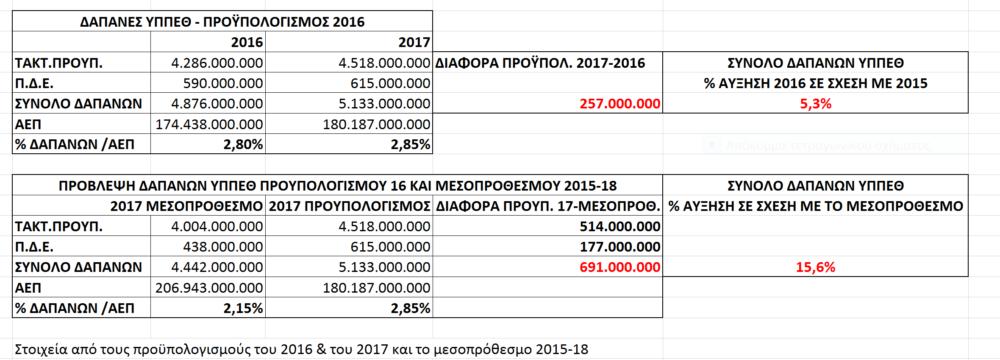 ΔΑΠΑΝΕΣ ΥΠΠΕΘ - ΠΡΟΫΠΟΛΟΓΙΣΜΟΣ 2016
2016 2017
ΤΑΚΤ.ΠΡΟΥΠ. 4.286.000.000 4.518.000.000 ΔΙΑΦΟΡΑ ΠΡΟΫΠΟΛ. 2017-2016 ΣΥΝΟΛΟ ΔΑΠΑΝΩΝ ΥΠΠΕΘ
Π.Δ.Ε. 590.000.000 615.000.000 % ΑΥΞΗΣΗ 2016 ΣΕ ΣΧΕΣΗ ΜΕ 2015
ΣΥΝΟΛΟ ΔΑΠΑΝΩΝ 4.876.000.000 5.133.000.000 257.000.000 5,3%
ΑΕΠ 174.438.000.000 180.187.000.000
% ΔΑΠΑΝΩΝ /ΑΕΠ 2,80% 2,85%
• Απόκομμα τετραγωνικού σχήματος
ΠΡΟΒΛΕΨΗ ΔΑΠΑΝΩΝ ΥΠΠΕΘ ΠΡΟΥΠΟΛΟΓΙΣΜΟΥ 16 ΚΑΙ ΜΕΣΟΠΡΟΘΕΣΜΟΥ 2015-18 ΣΥΝΟΛΟ ΔΑΠΑΝΩΝ ΥΠΠΕΘ
2017 ΜΕΣΟΠΡΟΘΕΣΜΟ 2017 ΠΡΟΥΠΟΛΟΓΙΣΜΟΣ ΔΙΑΦΟΡΑ ΠΡΟΥΠ. 17-ΜΕΣΟΠΡΟΘ. % ΑΥΞΗΣΗ ΣΕ ΣΧΕΣΗ ΜΕ ΤΟ ΜΕΣΟΠΡΟΘΕΣΜΟ
ΤΑΚΤ.ΠΡΟΥΠ. 4.004.000.000 4.518.000.000 514.000.000
Π.Δ.Ε. 438.000.000 615.000.000 177.000.000
ΣΥΝΟΛΟ ΔΑΠΑΝΩΝ 4.442.000.000 5.133.000.000 691.000.000 15,6%
ΑΕΠ 206.943.000.000 180.187.000.000
% ΔΑΠΑΝΩΝ /ΑΕΠ 2,15% 2,85%
Στοιχεία από τους προϋπολογισμούς του 2016 & του 2017 και το μεσοπρόθεσμο 2015-18